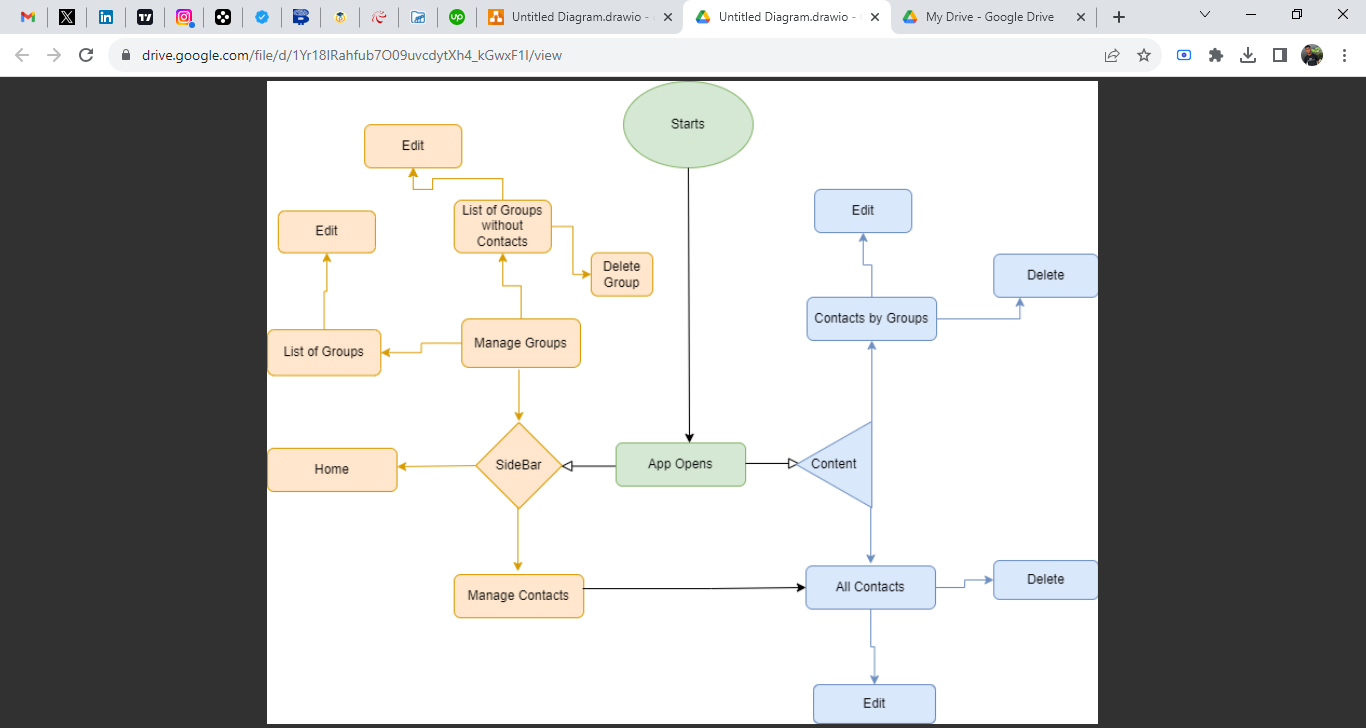 Untitled Diagram.drawio -
Untitled Diagram.drawio -
My Drive - Google Drive
drive.google.com/file/d/1Yr18lRahfub7O09uvcdytXh4_kGwxF1I/view
Starts
Edit
Edit
List of Groups
without
Contacts
Edit
Delete
Group
Delete
Contacts by Groups
Manage Groups
List of Groups
Home
SideBar
App Opens
Content
Manage Contacts
All Contacts
Delete
Edit